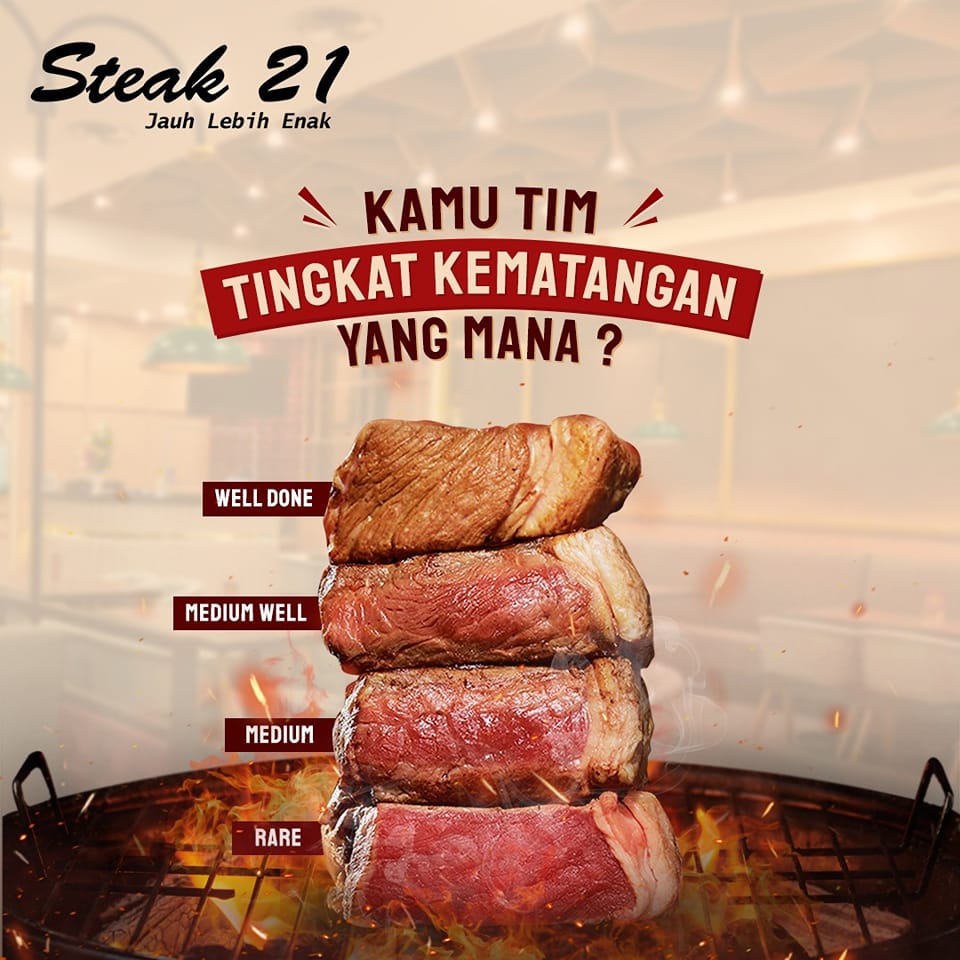 Steak 21
Jauh Lebih Enak
KAMU TIM
TINGKAT KEMATANGAN
YANG MANA ?
WELL DONE
MEDIUM WELL
MEDIUM
RARE